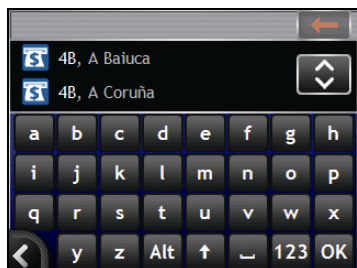 4B, A Baiuca
4B, A Coruña
a b c d e f g h
i j k l m n o p
q r s t u v w x
y z Alt 123 OK